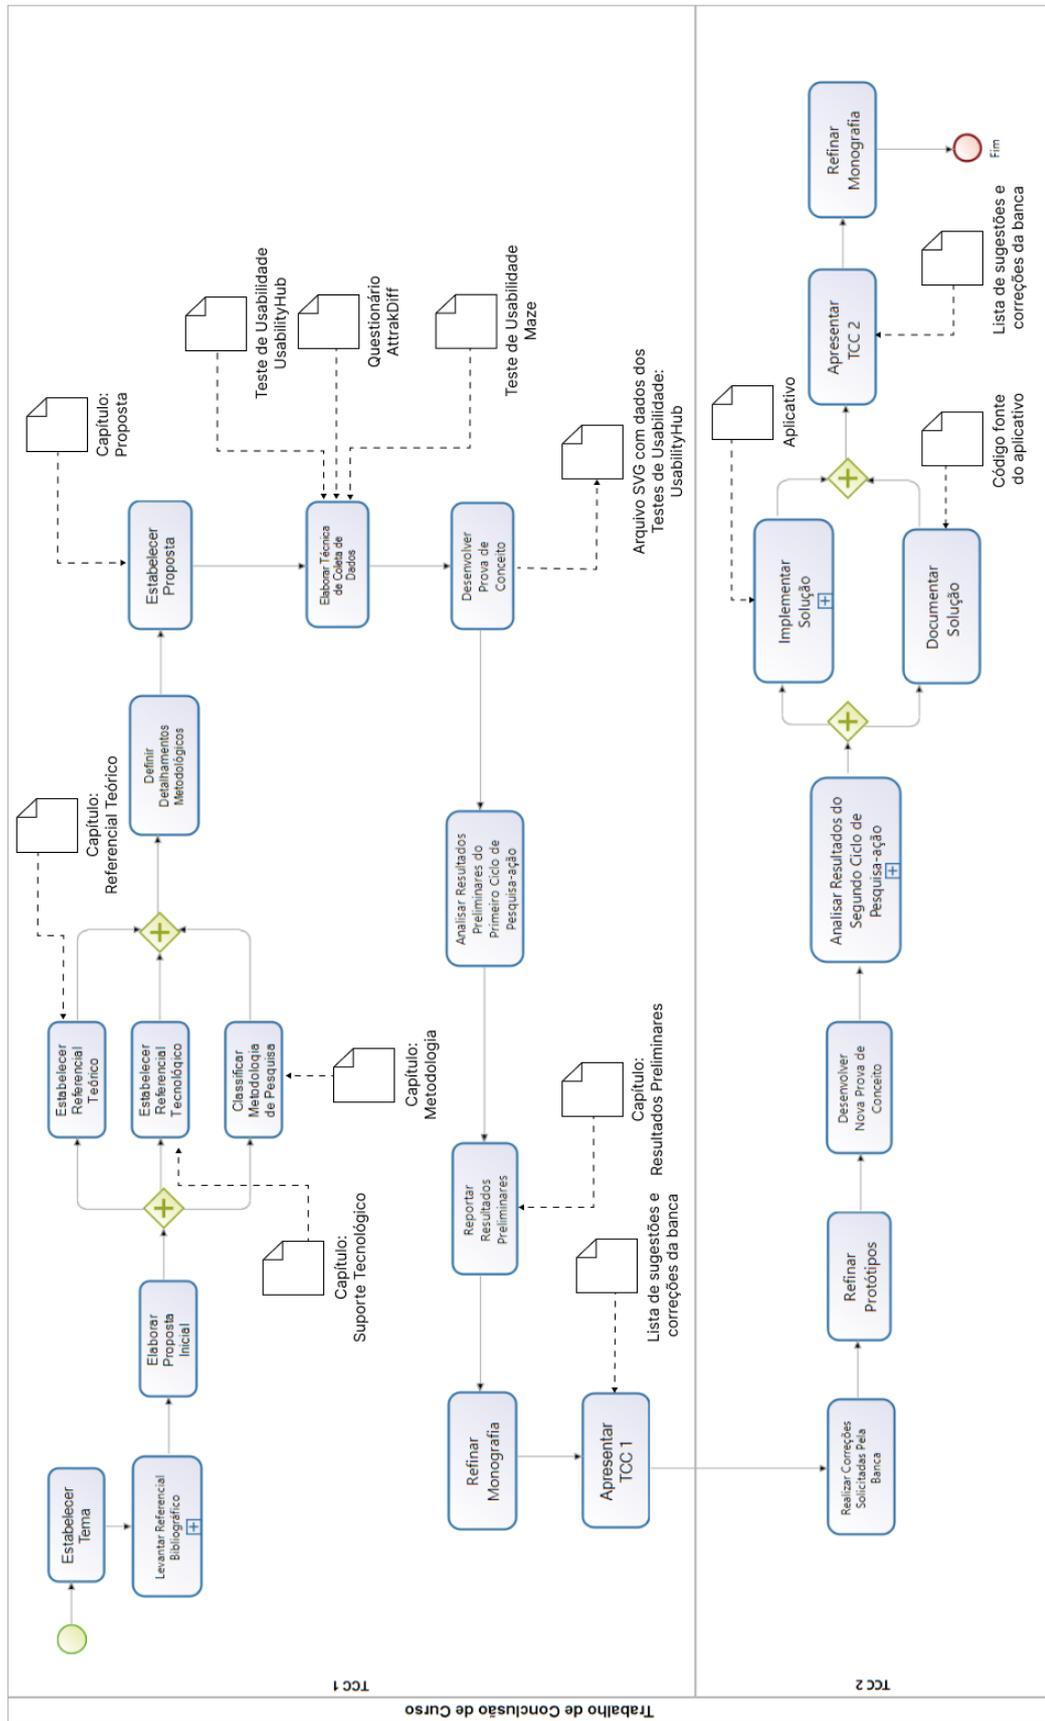 Trabalho de Conclusão de Curso
TCC 1
Estabelecer
Tema
Levantar Referencial
Bibliográfico
Elaborar
Proposta
Inicial
Capítulo:
Suporte Tecnológico
Estabelecer
Referencial
Teórico
Estabelecer
Referencial
Tecnológico
Classificar
Metodologia
de Pesquisa
Capítulo:
Metodologia
Capítulo:
Referencial Teórico
Definir
Detalhamentos
Metodológicos
Estabelecer
Proposta
Capítulo:
Proposta
Elaborar Técnica
de Coleta de
Dados
Teste de Usabilidade
UsabilityHub
Questionário
AttrakDiff
Teste de Usabilidade
Maze
Desenvolver
Prova de
Conceito
Arquivo SVG com dados dos
Testes de Usabilidade:
UsabilityHub
Analisar Resultados
Preliminares do
Primeiro Ciclo de
Pesquisa-ação
Reportar
Resultados
Preliminares
Capítulo:
Resultados Preliminares
Refinar
Monografia
Apresentar
TCC 1
Lista de sugestões e
correções da banca
TCC 2
Realizar Correções
Solicitadas Pela
Banca
Refinar
Protótipos
Desenvolver
Nova Prova de
Conceito
Analisar Resultados do
Segundo Ciclo de
Pesquisa-ação
Implementar
Solução
Aplicativo
Documentar
Solução
Código fonte
do aplicativo
Apresentar
TCC 2
Lista de sugestões e
correções da banca
Refinar
Monografia
Fim